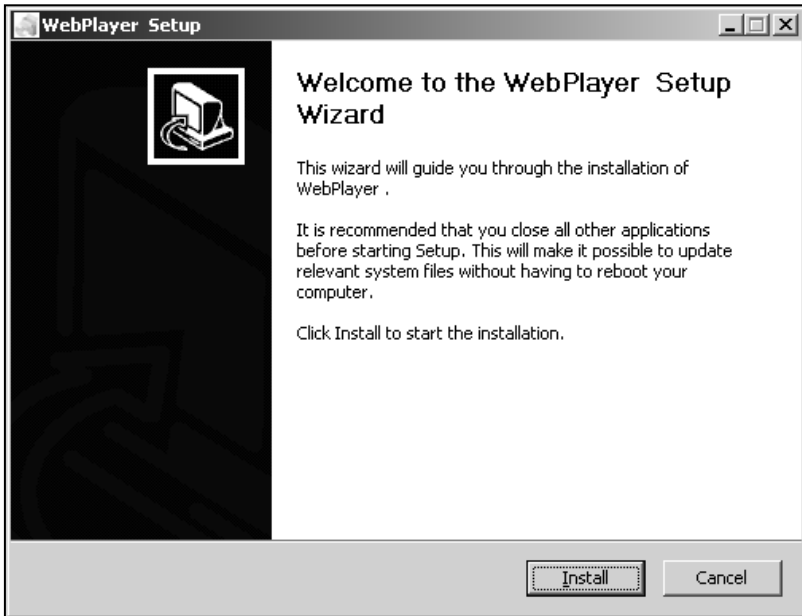 WebPlayer Setup
Welcome to the WebPlayer Setup
Wizard
This wizard will guide you through the installation of
WebPlayer .
It is recommended that you close all other applications
before starting Setup. This will make it possible to update
relevant system files without having to reboot your
computer.
Click Install to start the installation.
Install
Cancel